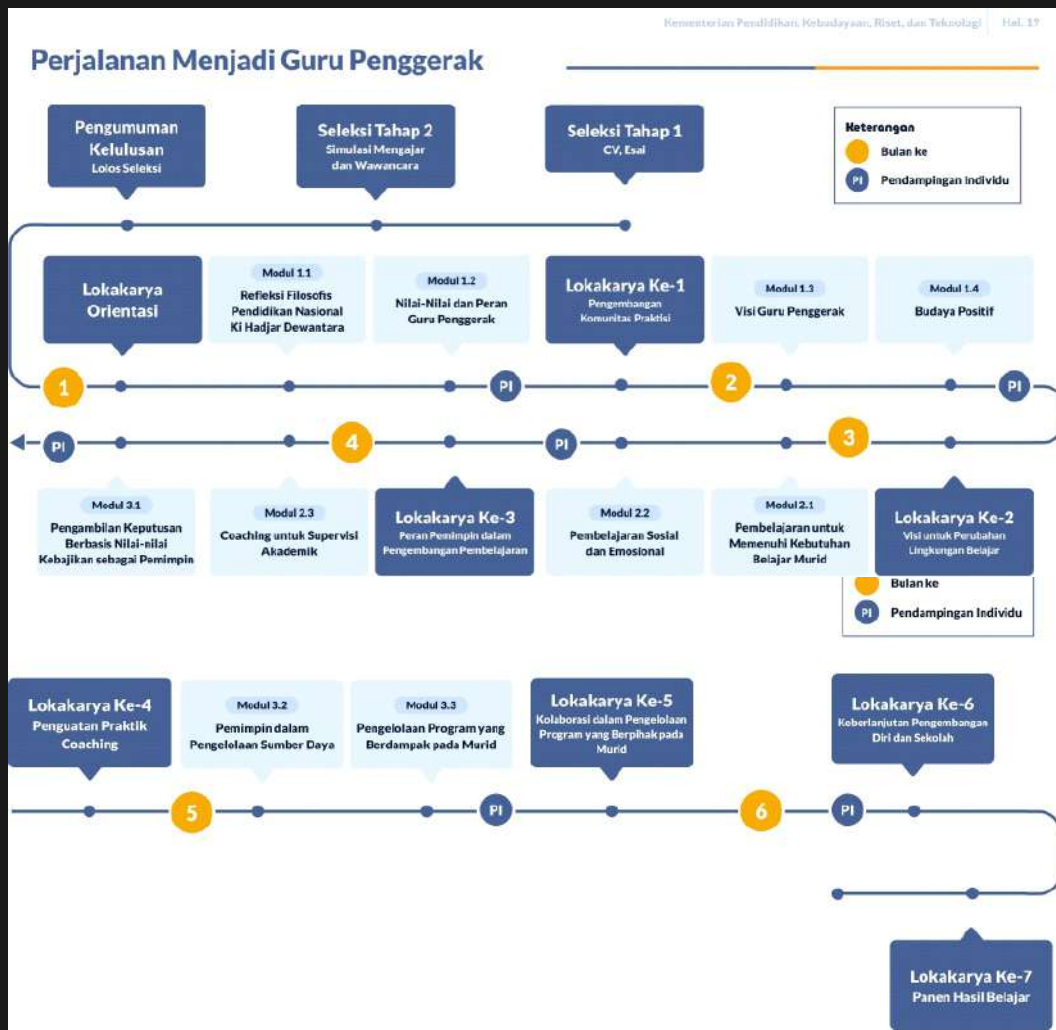 Kementerian Pendidikan, Kebudayaan, Riset, dan Teknologi
Hal. 19
Perjalanan Menjadi Guru Penggerak
Pengumuman
Kelulusan
Lolos Seleksi
Seleksi Tahap 2
Simulasi Mengajar
dan Wawancara
Seleksi Tahap 1
CV, Esai
Keterangan
Bulan ke
PI Pendampingan Individu
Lokakarya
Orientasi
Modul 1.1
Refleksi Filosofis
Pendidikan Nasional
Ki Hadjar Dewantara
Modul 1.2
Nilai-Nilai dan Peran
Guru Penggerak
Lokakarya Ke-1
Pengembangan
Komunitas Praktisi
Modul 1.3
Visi Guru Penggerak
Modul 1.4
Budaya Positif
1
PI
2
PI
PI
4
PI
3
Modul 3.1
Pengambilan Keputusan
Berbasis Nilai-nilai
Kebajikan sebagai Pemimpin
Modul 2.3
Coaching untuk Supervisi
Akademik
Lokakarya Ke-3
Peran Pemimpin dalam
Pengembangan Pembelajaran
Modul 2.2
Pembelajaran Sosial
dan Emosional
Modul 2.1
Pembelajaran untuk
Memenuhi Kebutuhan
Belajar Murid
Lokakarya Ke-2
Visi untuk Perubahan
Lingkungan Belajar
Bulan ke
PI Pendampingan Individu
Lokakarya Ke-4
Penguatan Praktik
Coaching
Modul 3.2
Pemimpin dalam
Pengelolaan Sumber Daya
Modul 3.3
Pengelolaan Program yang
Berdampak pada Murid
Lokakarya Ke-5
Kolaborasi dalam Pengelolaan
Program yang Berpihak pada
Murid
Lokakarya Ke-6
Keberlanjutan Pengembangan
Diri dan Sekolah
5
PI
6
PI
Lokakarya Ke-7
Panen Hasil Belajar